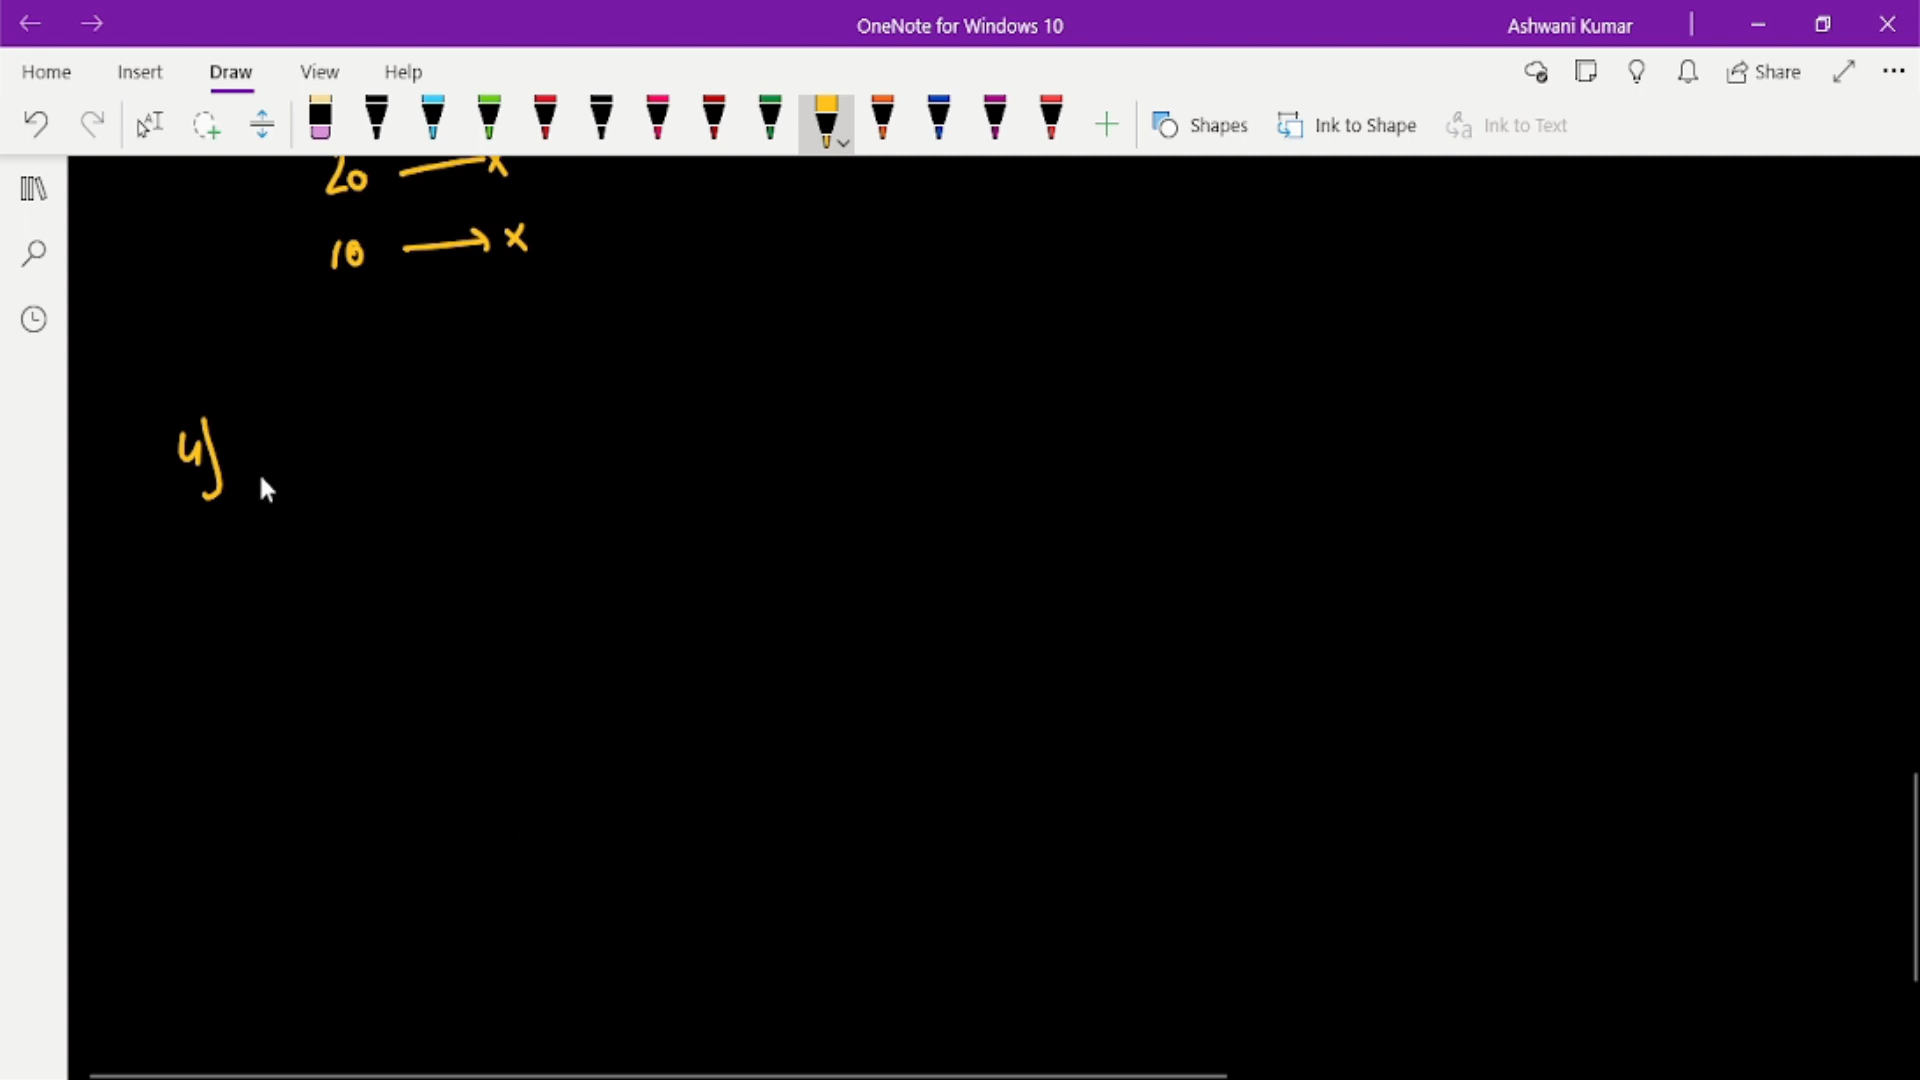 OneNote for Windows 10
Ashwani Kumar
Home Insert Draw View Help
Share
Shapes Ink to Shape Ink to Text
20 — x
10 → x
4)